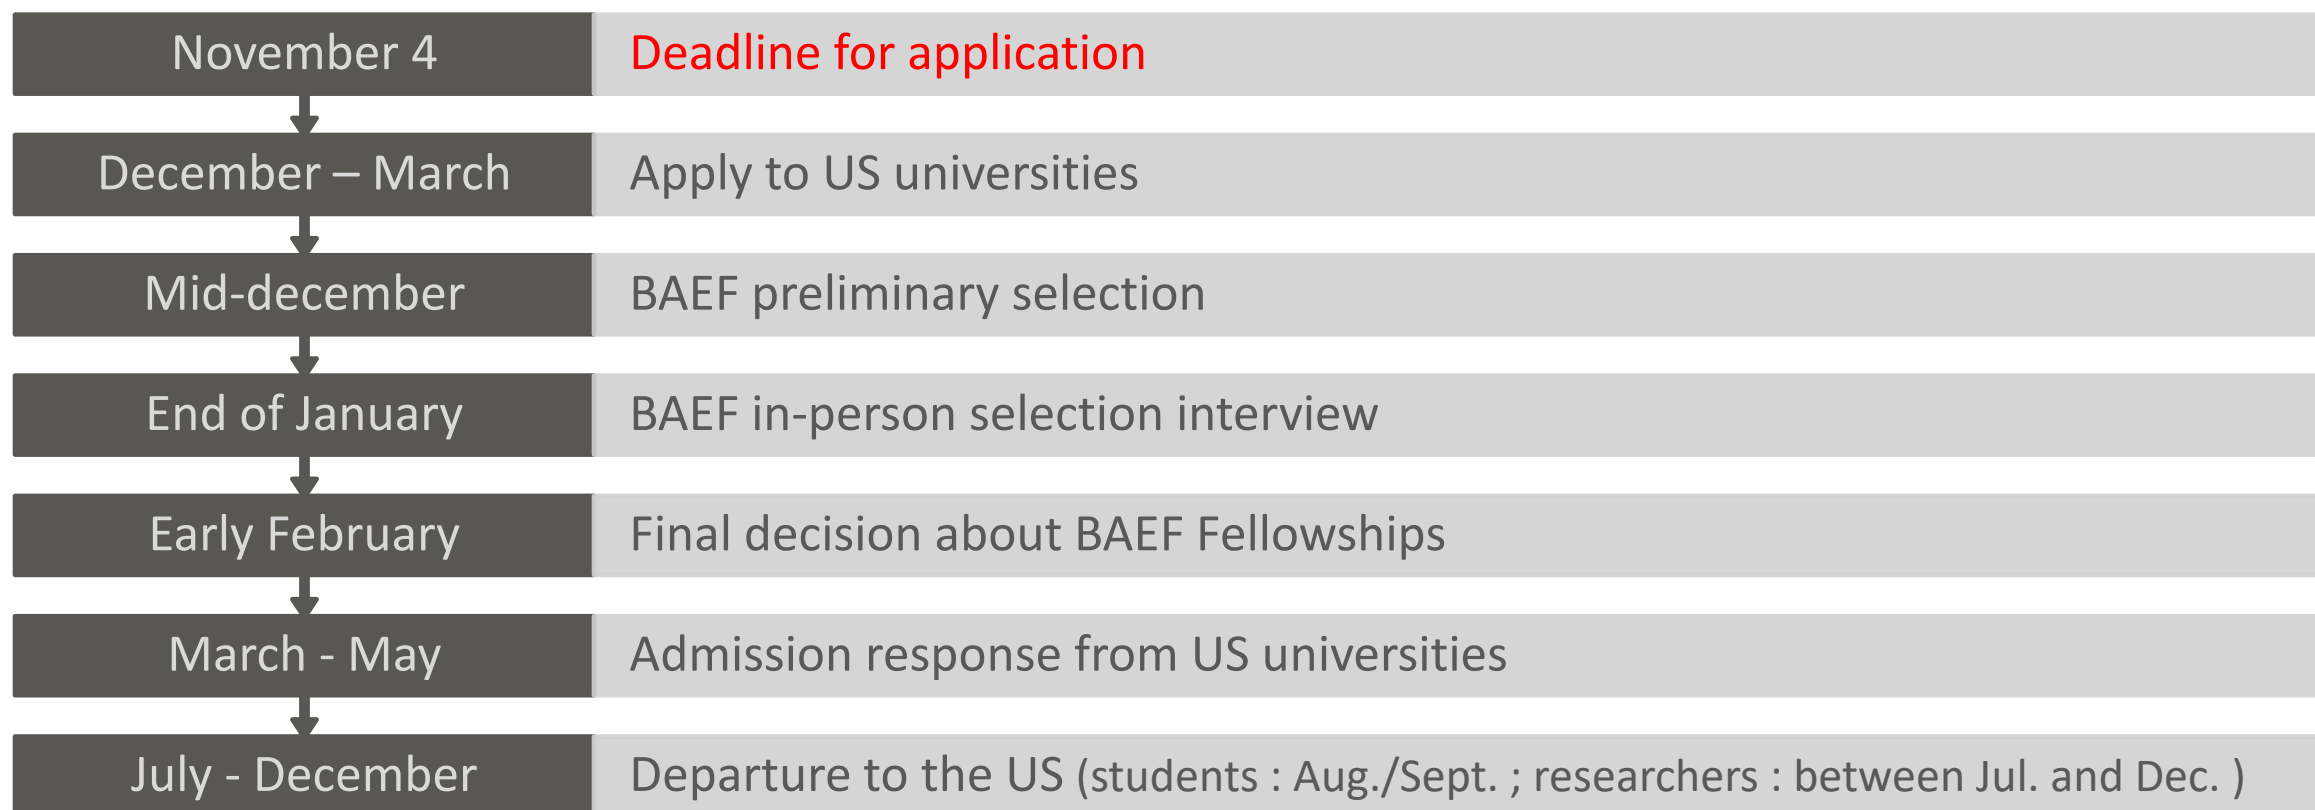 November 4
Deadline for application
December – March
Apply to US universities
Mid-december
BAEF preliminary selection
End of January
BAEF in-person selection interview
Early February
Final decision about BAEF Fellowships
March - May
Admission response from US universities
July - December
Departure to the US (students : Aug./Sept. ; researchers : between Jul. and Dec. )